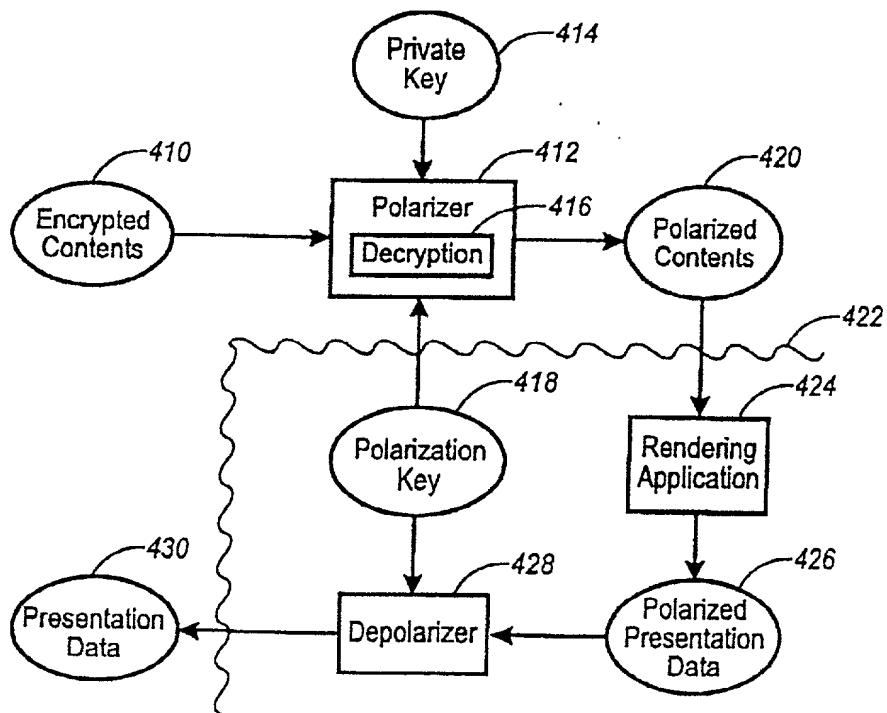 Private
Key
414
410
Encrypted
Contents
412
Polarizer
416
Decryption
420
Polarized
Contents
422
418
Polarization
Key
424
Rendering
Application
430
Presentation
Data
428
Depolarizer
426
Polarized
Presentation
Data